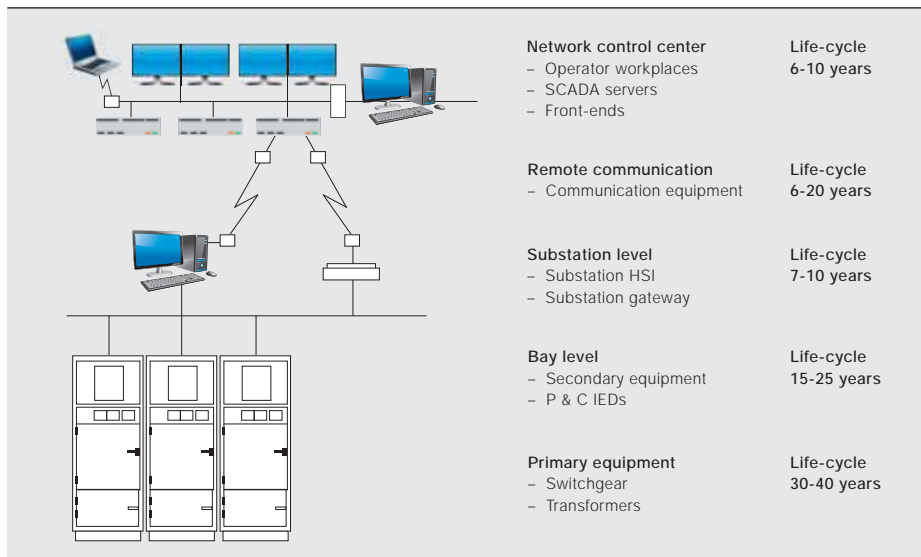 Network control center Life-cycle
– Operator workplaces 6-10 years
– SCADA servers
– Front-ends
Remote communication Life-cycle
– Communication equipment 6-20 years
Substation level Life-cycle
– Substation HSI 7-10 years
– Substation gateway
Bay level Life-cycle
– Secondary equipment 15-25 years
– P & C IEDs
Primary equipment Life-cycle
– Switchgear 30-40 years
– Transformers